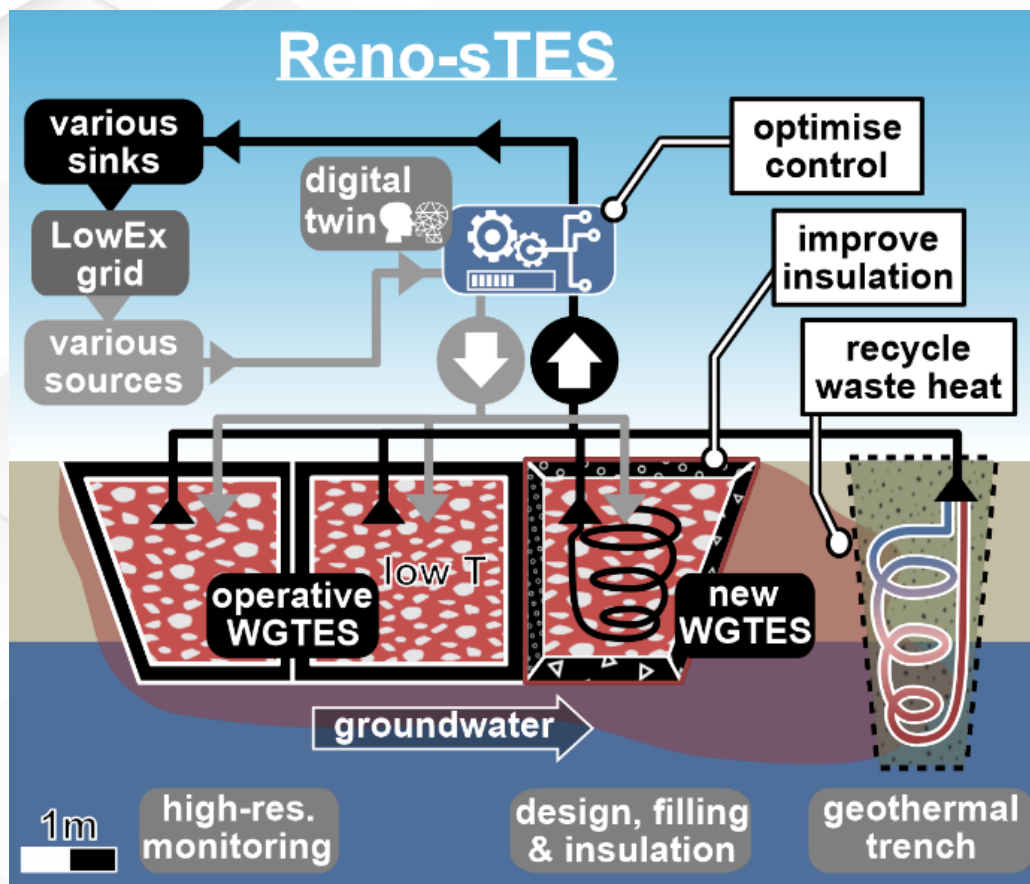 Reno-sTES
various
sinks
digital
twin
optimise
control
LowEx
grid
improve
insulation
various
sources
recycle
waste heat
low T
operative
WGTES
new
WGTES
groundwater
1m
high-res.
monitoring
design, filling
& insulation
geothermal
trench